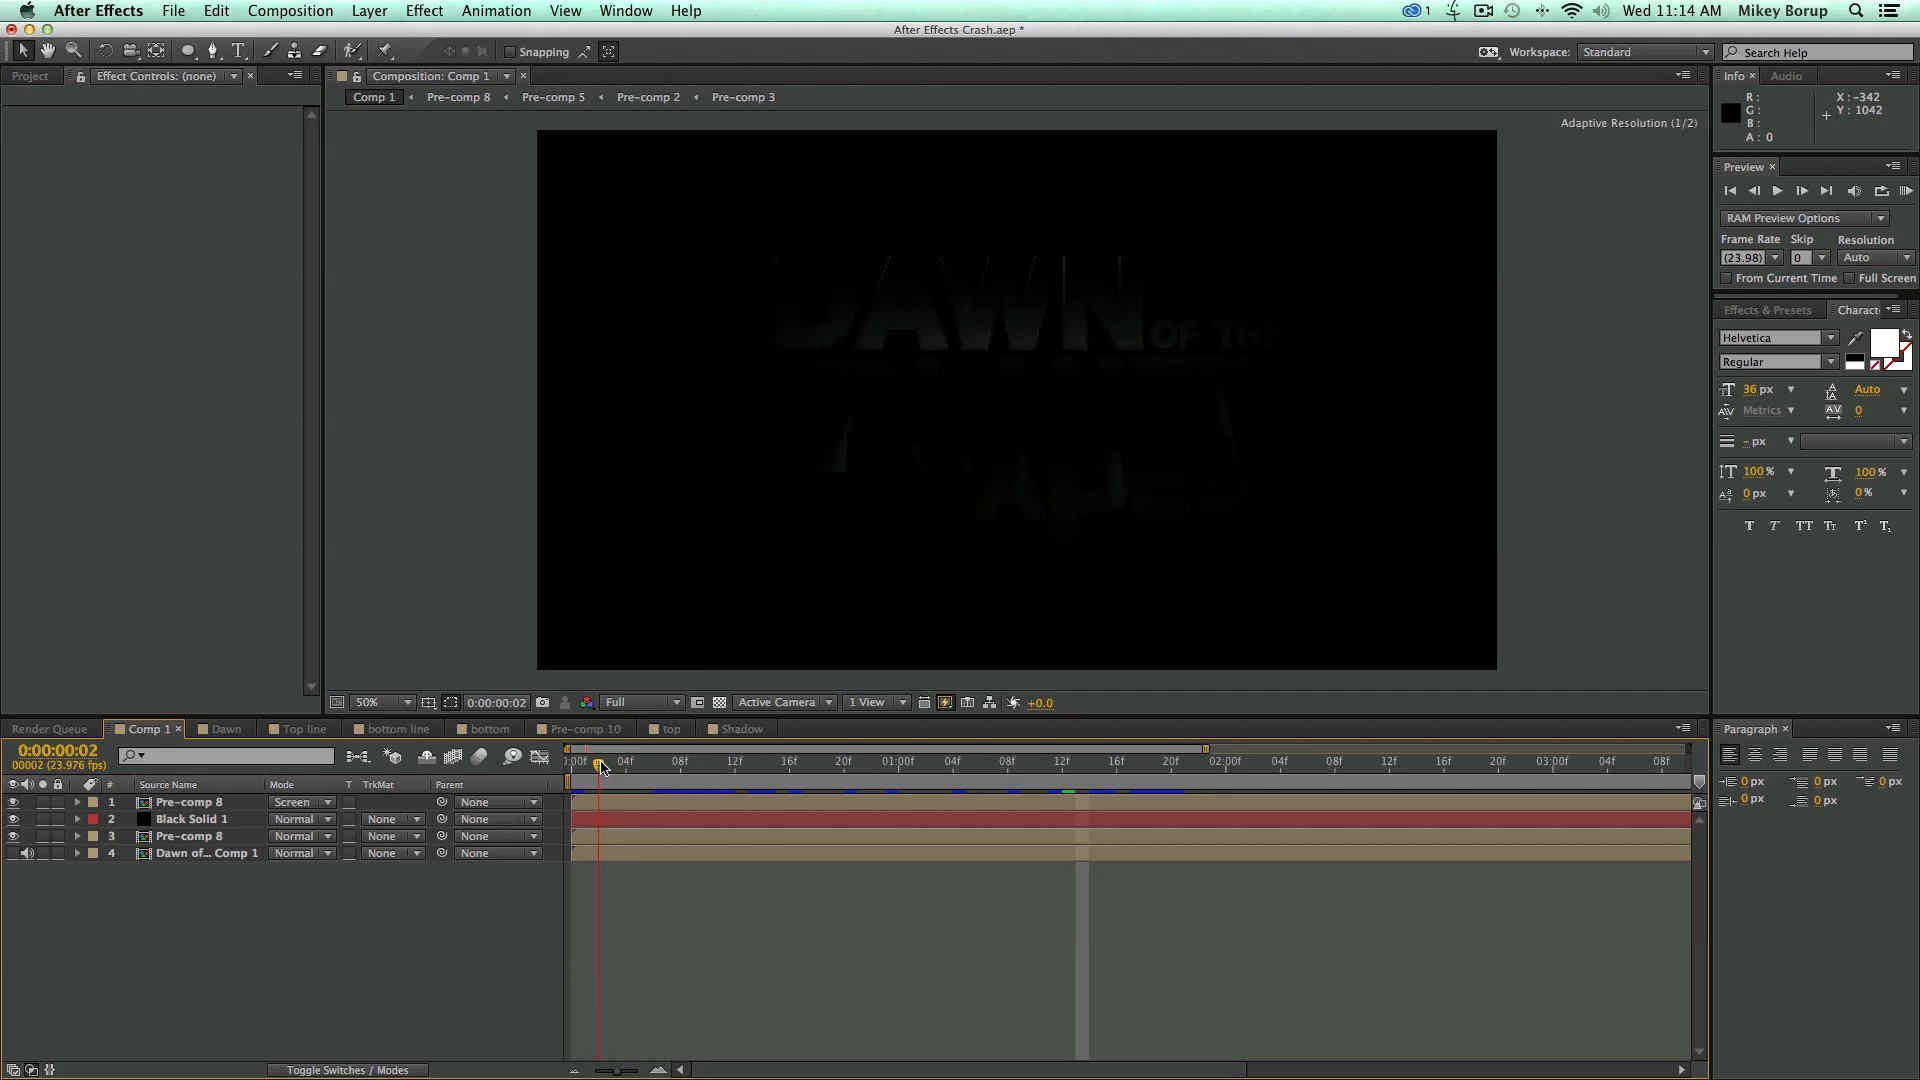 After Effects File Edit Composition Layer Effect Animation View Window Help 1 Wed 11:14 AM Mikey Borup
After Effects Crash.aep *
Snapping Workspace: Standard Search Help
Project Effect Controls: (none) Composition: Comp 1 Info Audio
Comp 1 Pre-comp 8 Pre-comp 5 Pre-comp 2 Pre-comp 3
R: X: -342
G: Y: 1042
B:
A: 0
Adaptive Resolution (1/2)
Preview
RAM Preview Options
Frame Rate Skip Resolution
(23.98) 0 Auto
From Current Time Full Screen
Effects & Presets Charact
Helvetica
Regular
36 px Auto
Metrics 0
- px
100 % 100 %
0 px 0 %
T T TT Tt T¹ T₁
DAWN OF THE
PLANET
APES
50% 0:00:00:02 Full Active Camera 1 View +0.0
Render Queue Comp 1 Dawn Top line bottom line bottom Pre-comp 10 top Shadow
Paragraph
0:00:00:02
00002 (23.976 fps)
0:00f 04f 08f 12f 16f 20f 01:00f 04f 08f 12f 16f 20f 02:00f 04f 08f 12f 16f 20f 03:00f 04f 08f
# Source Name Mode T TrkMat Parent
1 Pre-comp 8 Screen None
2 Black Solid 1 Normal None None
3 Pre-comp 8 Normal None None
4 Dawn of... Comp 1 Normal None None
0 px 0 px 0 px
0 px 0 px
Toggle Switches / Modes